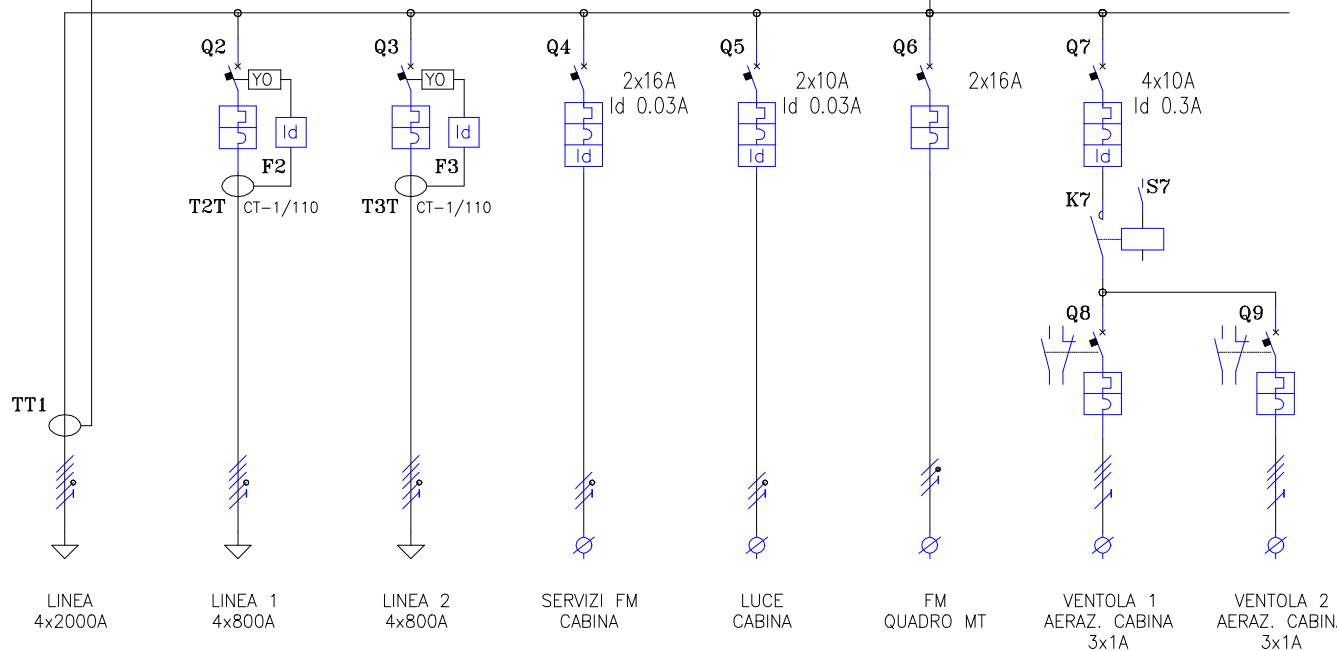 Q2
Q3
Q4
Q5
Q6
Q7
YO
YO
2x16A
Id 0.03A
2x10A
Id 0.03A
2x16A
4x10A
Id 0.3A
Id
Id
Id
Id
Id
F2
F3
T2T
CT-1/110
T3T
CT-1/110
K7
S7
Q8
Q9
TT1
LINEA
4x2000A
LINEA 1
4x800A
LINEA 2
4x800A
SERVIZI FM
CABINA
LUCE
CABINA
FM
QUADRO MT
VENTOLA 1
AERAZ. CABINA
3x1A
VENTOLA 2
AERAZ. CABIN
3x1A